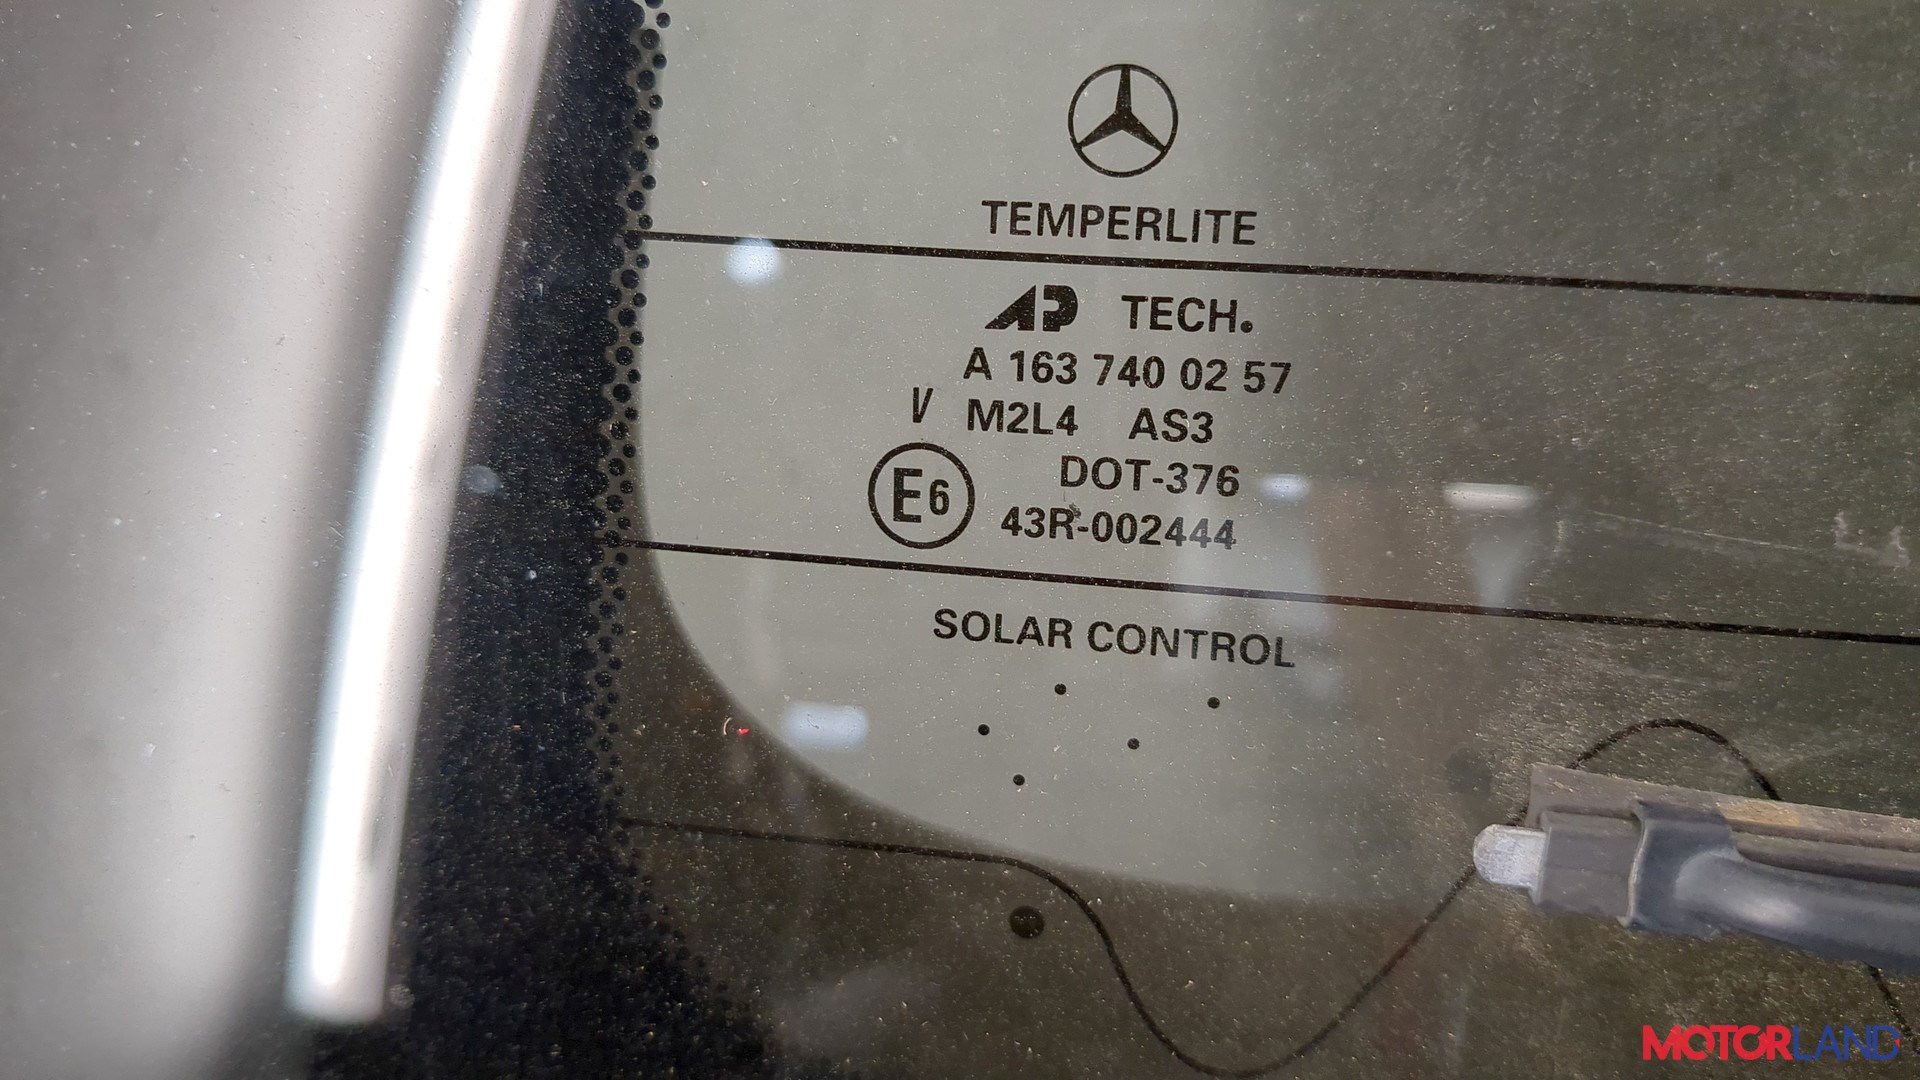 TEMPERLITE
AP TECH.
A 163 740 02 57
V M2L4 AS3
DOT-376
E6 43R-002444
SOLAR CONTROL
MOTORLAND